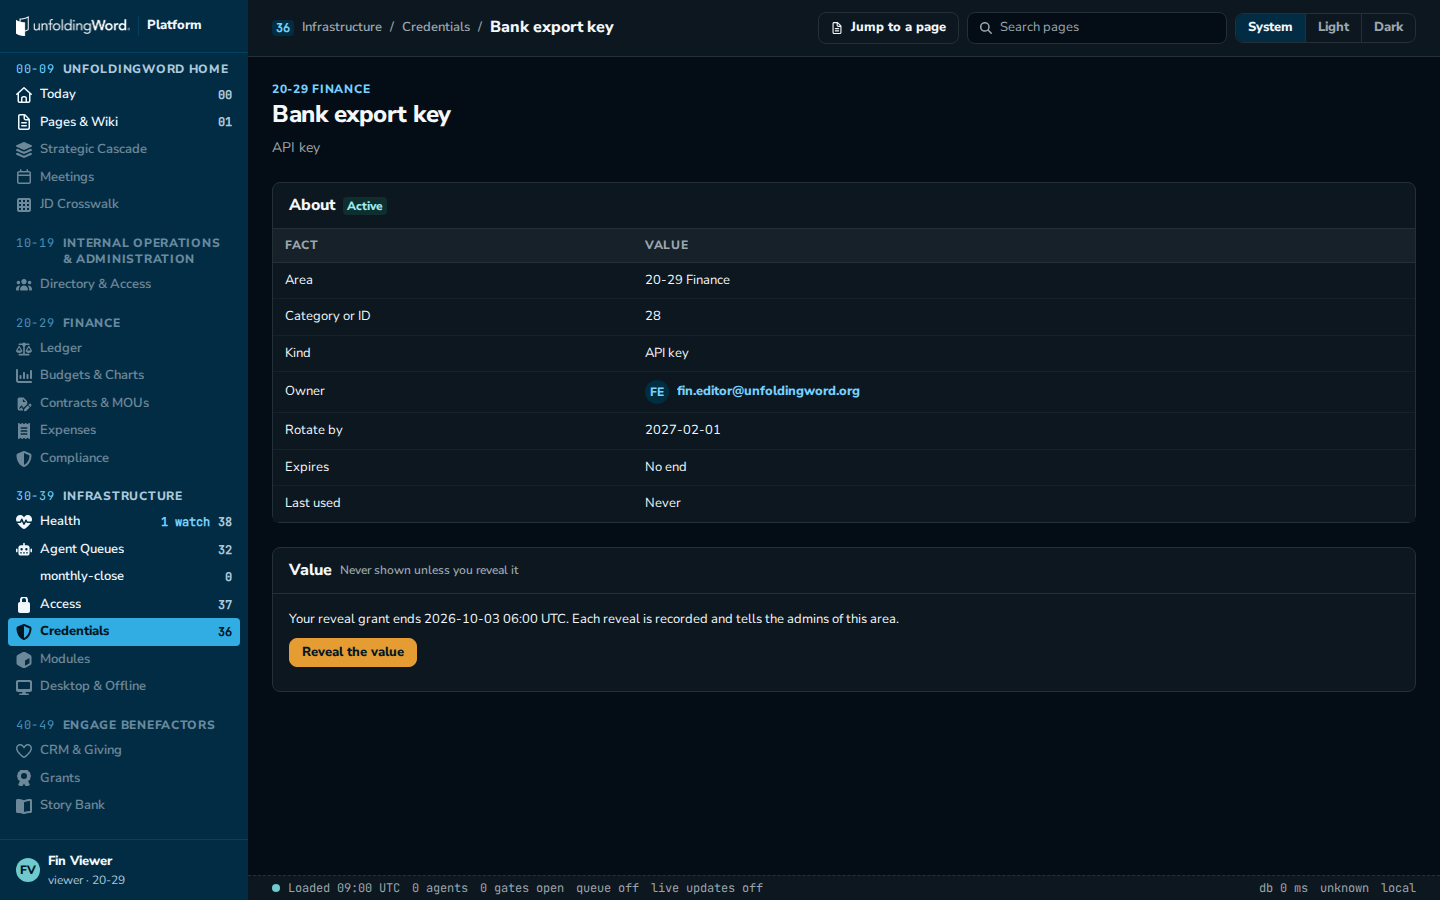 unfoldingWord Platform
00-09 UNFOLDINGWORD HOME
Today 00
Pages & Wiki 01
Strategic Cascade
Meetings
JD Crosswalk
10-19 INTERNAL OPERATIONS
& ADMINISTRATION
Directory & Access
20-29 FINANCE
Ledger
Budgets & Charts
Contracts & MOUs
Expenses
Compliance
30-39 INFRASTRUCTURE
Health 1 watch 38
Agent Queues 32
monthly-close 0
Access 37
Credentials 36
Modules
Desktop & Offline
40-49 ENGAGE BENEFACTORS
CRM & Giving
Grants
Story Bank
FV Fin Viewer
viewer · 20-29
36 Infrastructure / Credentials / Bank export key
Jump to a page
Search pages
System Light Dark
20-29 FINANCE
Bank export key
API key
About Active
FACT VALUE
Area 20-29 Finance
Category or ID 28
Kind API key
Owner FE fin.editor@unfoldingword.org
Rotate by 2027-02-01
Expires No end
Last used Never
Value Never shown unless you reveal it
Your reveal grant ends 2026-10-03 06:00 UTC. Each reveal is recorded and tells the admins of this area.
Reveal the value
Loaded 09:00 UTC 0 agents 0 gates open queue off live updates off
db 0 ms unknown local